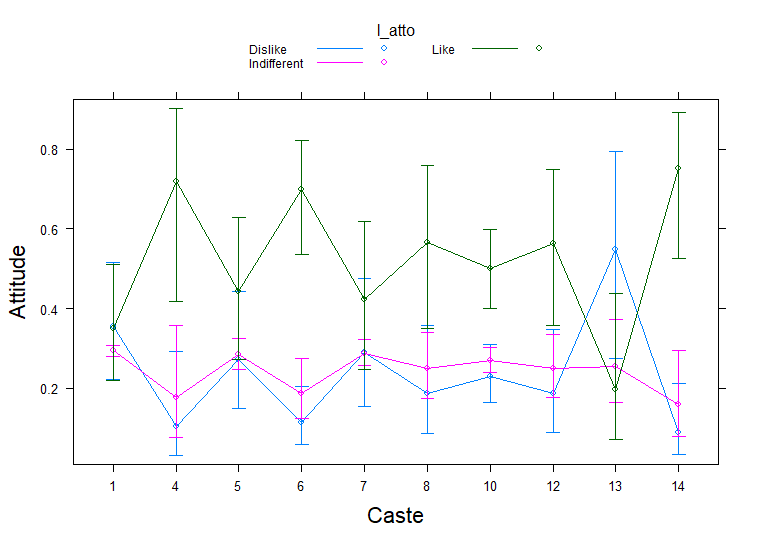 l_atto
Dislike Like
Indifferent
Attitude
0.8
0.6
0.4
0.2
1 4 5 6 7 8 10 12 13 14
Caste